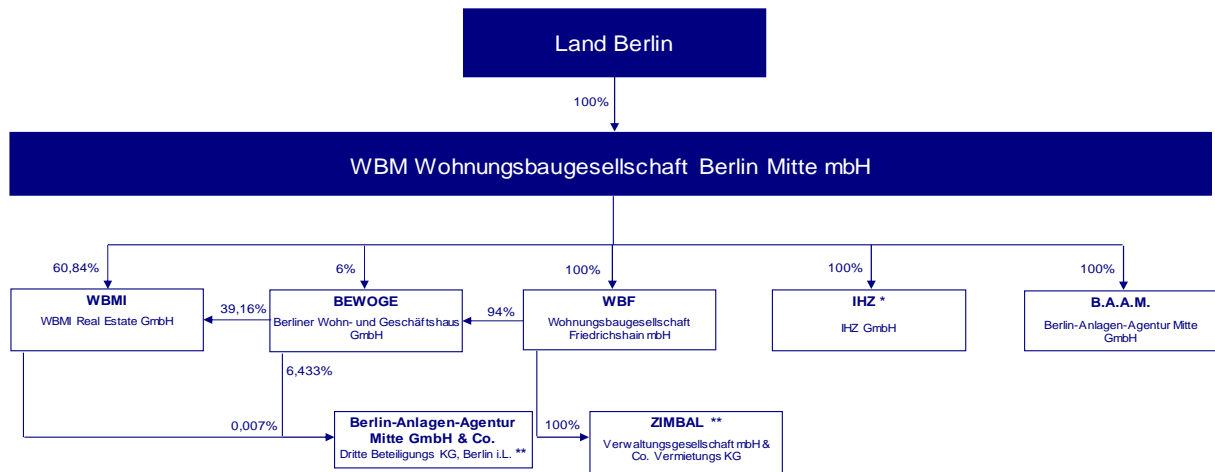 Land Berlin
100%
WBM Wohnungsbaugesellschaft Berlin Mitte mbH
60,84%
6%
100%
100%
100%
WBMI
WBMI Real Estate GmbH
39,16%
BEWOGE
Berliner Wohn- und Geschäftshaus
GmbH
94%
WBF
Wohnungsbaugesellschaft
Friedrichshain mbH
IHZ *
IHZ GmbH
B.A.A.M.
Berlin-Anlagen-Agentur Mitte
GmbH
6,433%
0,007%
Berlin-Anlagen-Agentur
Mitte GmbH & Co.
Dritte Beteiligungs KG, Berlin i.L. **
100%
ZIMBAL **
Verwaltungsgesellschaft mbH &
Co. Vermietungs KG